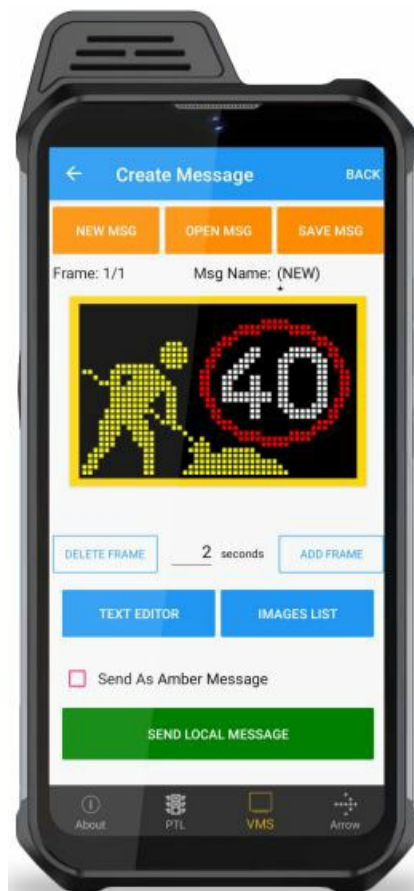 ← Create Message BACK
NEW MSG OPEN MSG SAVE MSG
Frame: 1/1 Msg Name: (NEW)
40
DELETE FRAME 2 seconds ADD FRAME
TEXT EDITOR IMAGES LIST
Send As Amber Message
SEND LOCAL MESSAGE
About PTL VMS Arrow